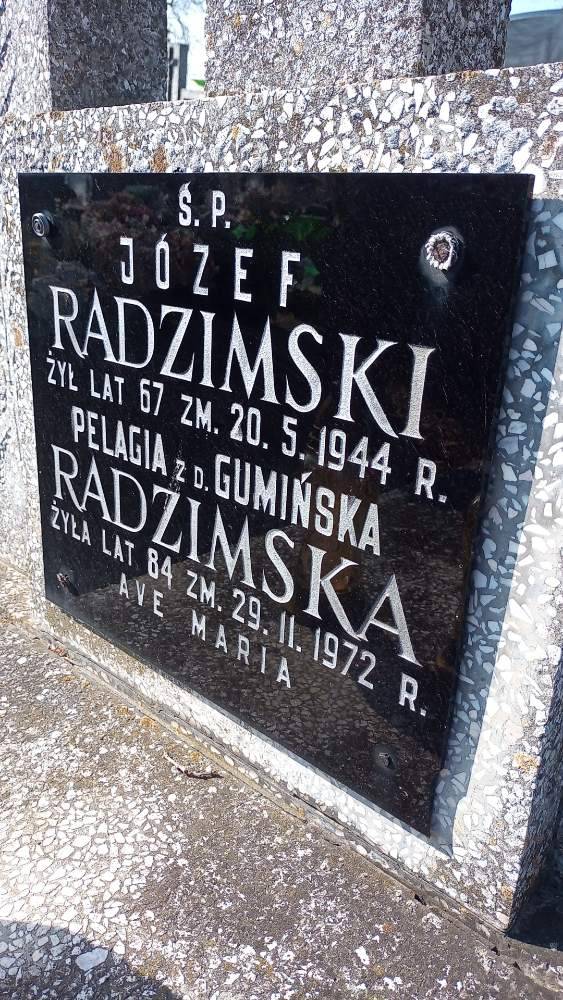 Ś. P.
JÓZEF
RADZIMSKI
ŻYŁ LAT 67 ZM. 20. 5. 1944 R.
PELAGIA Z D. GUMIŃSKA
RADZIMSKA
ŻYŁA LAT 84 ZM. 29. 11. 1972 R.
AVE MARIA